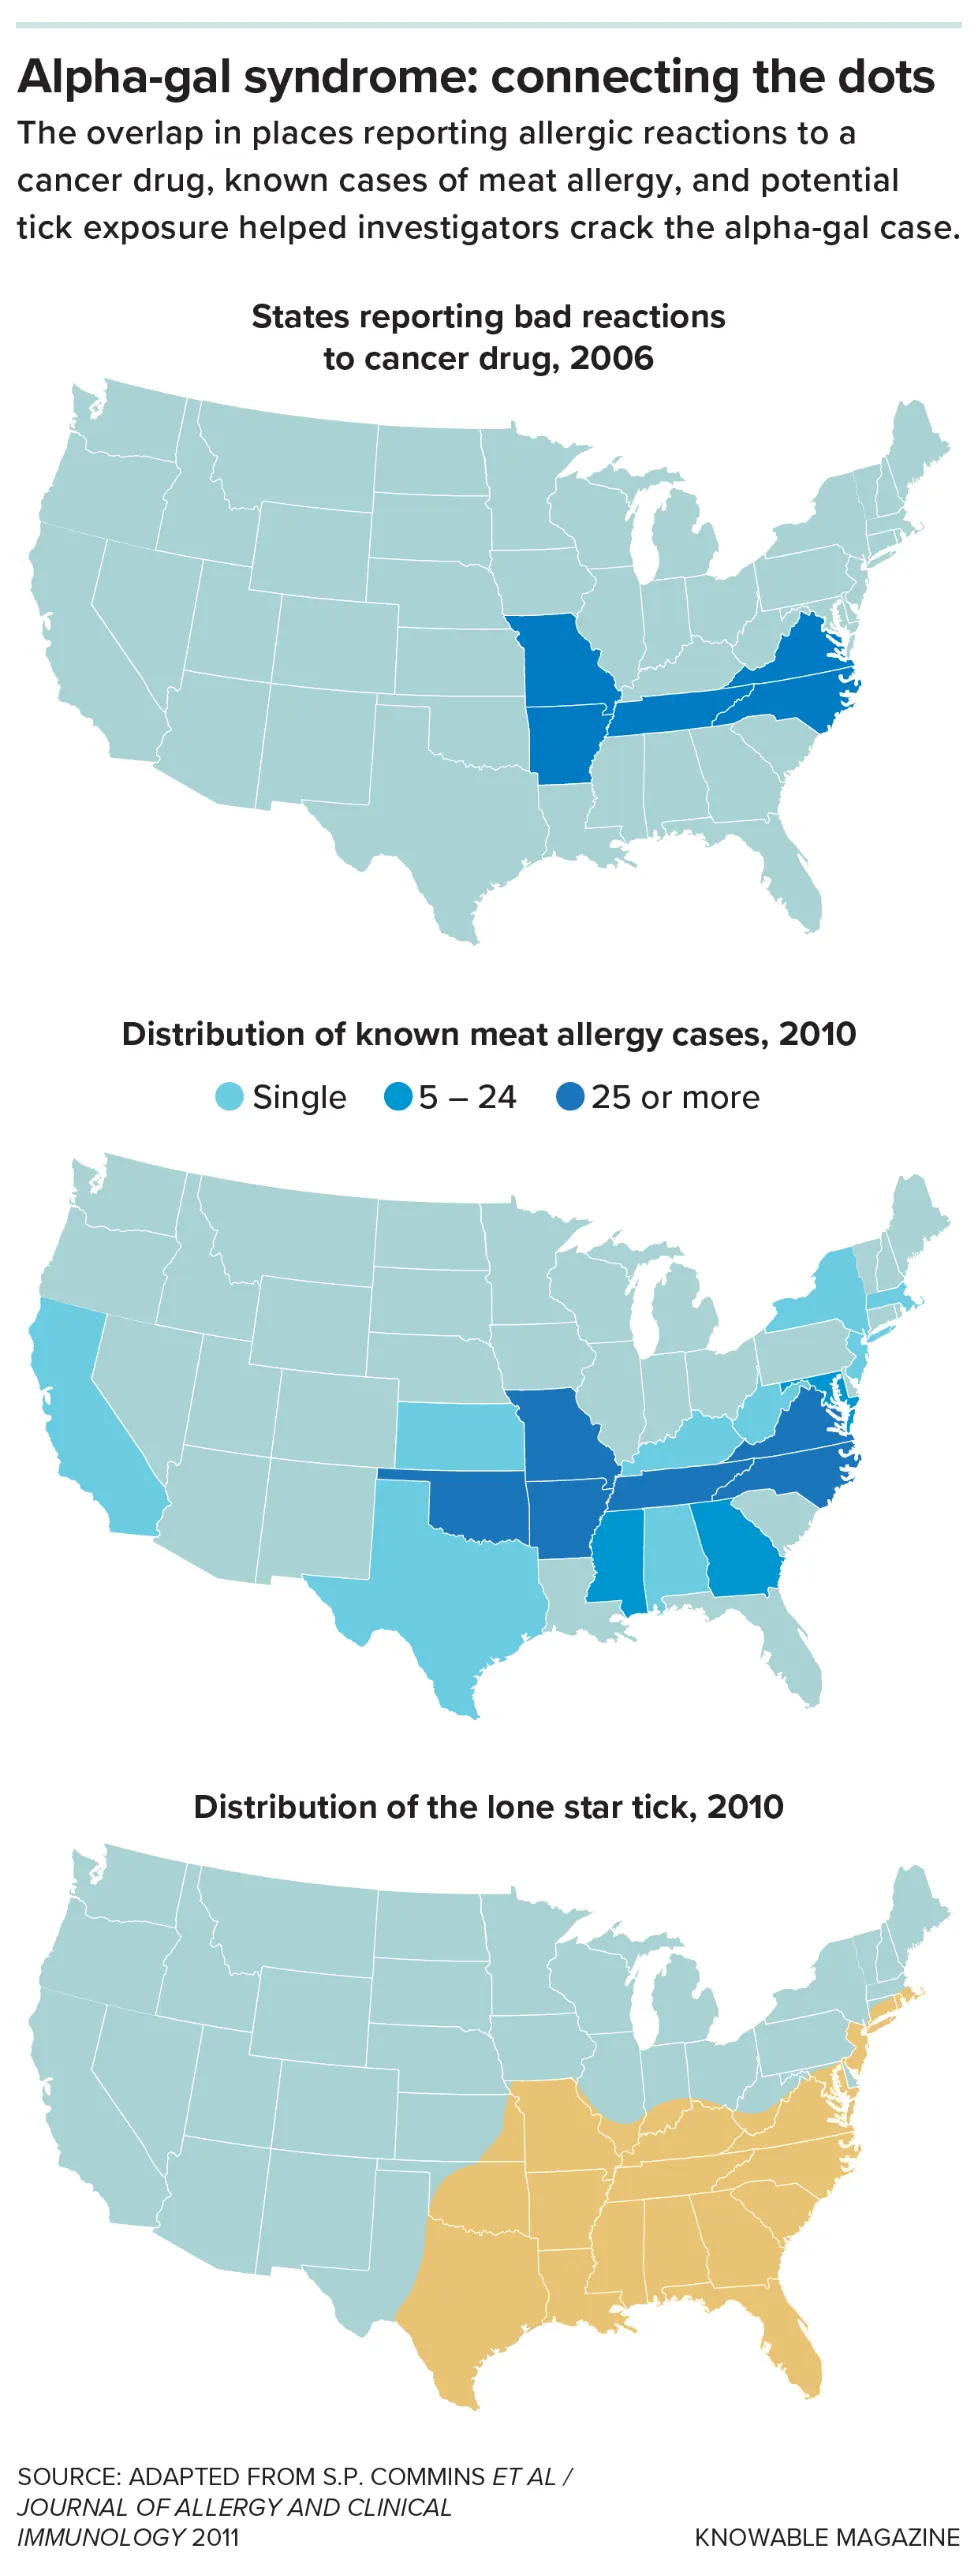 Alpha-gal syndrome: connecting the dots
The overlap in places reporting allergic reactions to a
cancer drug, known cases of meat allergy, and potential
tick exposure helped investigators crack the alpha-gal case.
States reporting bad reactions
to cancer drug, 2006
Distribution of known meat allergy cases, 2010
Single 5 – 24 25 or more
Distribution of the lone star tick, 2010
SOURCE: ADAPTED FROM S.P. COMMINS ET AL /
JOURNAL OF ALLERGY AND CLINICAL
IMMUNOLOGY 2011
KNOWABLE MAGAZINE